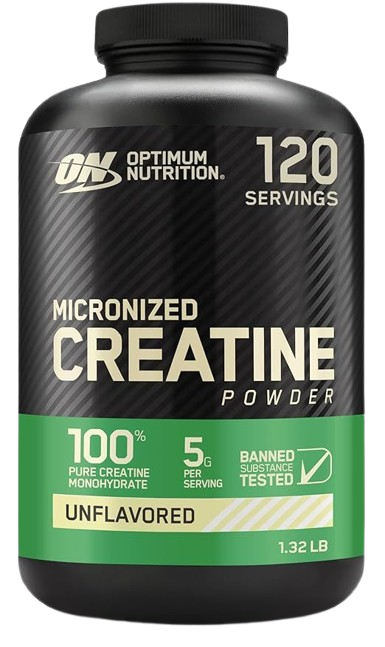 ON OPTIMUM
NUTRITION®
120
SERVINGS
MICRONIZED
CREATINE
POWDER
100%
PURE CREATINE
MONOHYDRATE
5G
PER
SERVING
BANNED
SUBSTANCE
TESTED
UNFLAVORED
1.32 LB